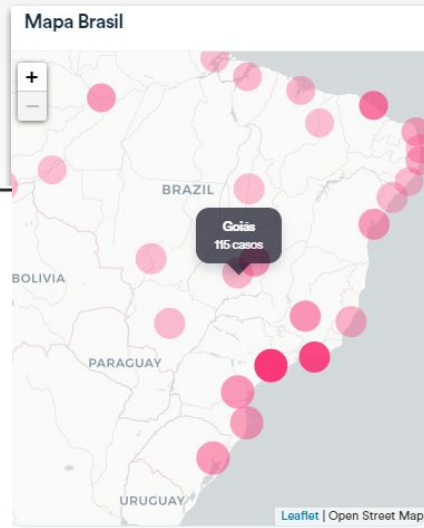 Mapa Brasil
+
−
BRAZIL
Goiás
115 casos
BOLIVIA
PARAGUAY
URUGUAY
Leaflet | Open Street Map